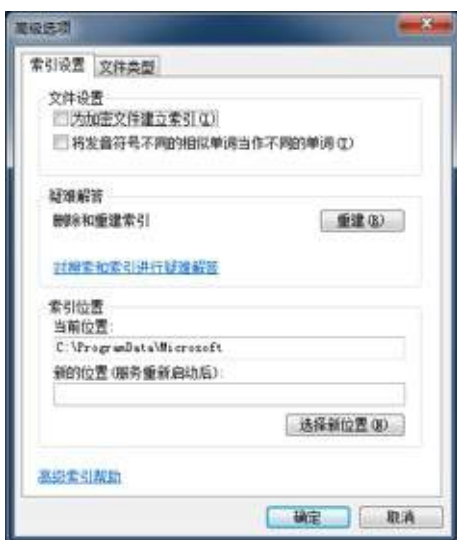 高级选项
索引设置 文件类型
文件设置
为加密文件建立索引(I)
将发音符号不同的相似单词当作不同的单词(T)
疑难解答
删除和重建索引 重建(R)
对搜索和索引进行疑难解答
索引位置
当前位置:
C:\ProgramData\Microsoft
新的位置(服务重新启动后):
选择新位置(N)
高级索引帮助
确定 取消